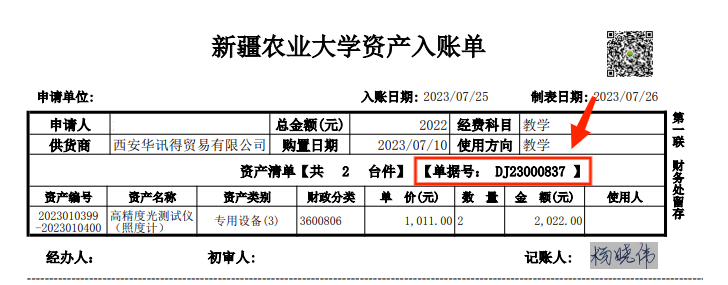 新疆农业大学资产入账单
申请单位: 入账日期: 2023/07/25 制表日期: 2023/07/26
申请人 总金额(元) 2022 经费科目 教学
供货商 西安华讯得贸易有限公司 购置日期 2023/07/10 使用方向 教学
资产清单【共 2 台件】 【单据号: DJ23000837 】
资产编号 资产名称 资产类别 财政分类 单 价(元) 数 量 金 额(元) 使用人
2023010399 高精度光测试仪 专用设备(3) 3600806 1,011.00 2 2,022.00
-2023010400 (照度计)
经办人: 初审人: 记账人: 杨晓伟
第一联 财务处留存